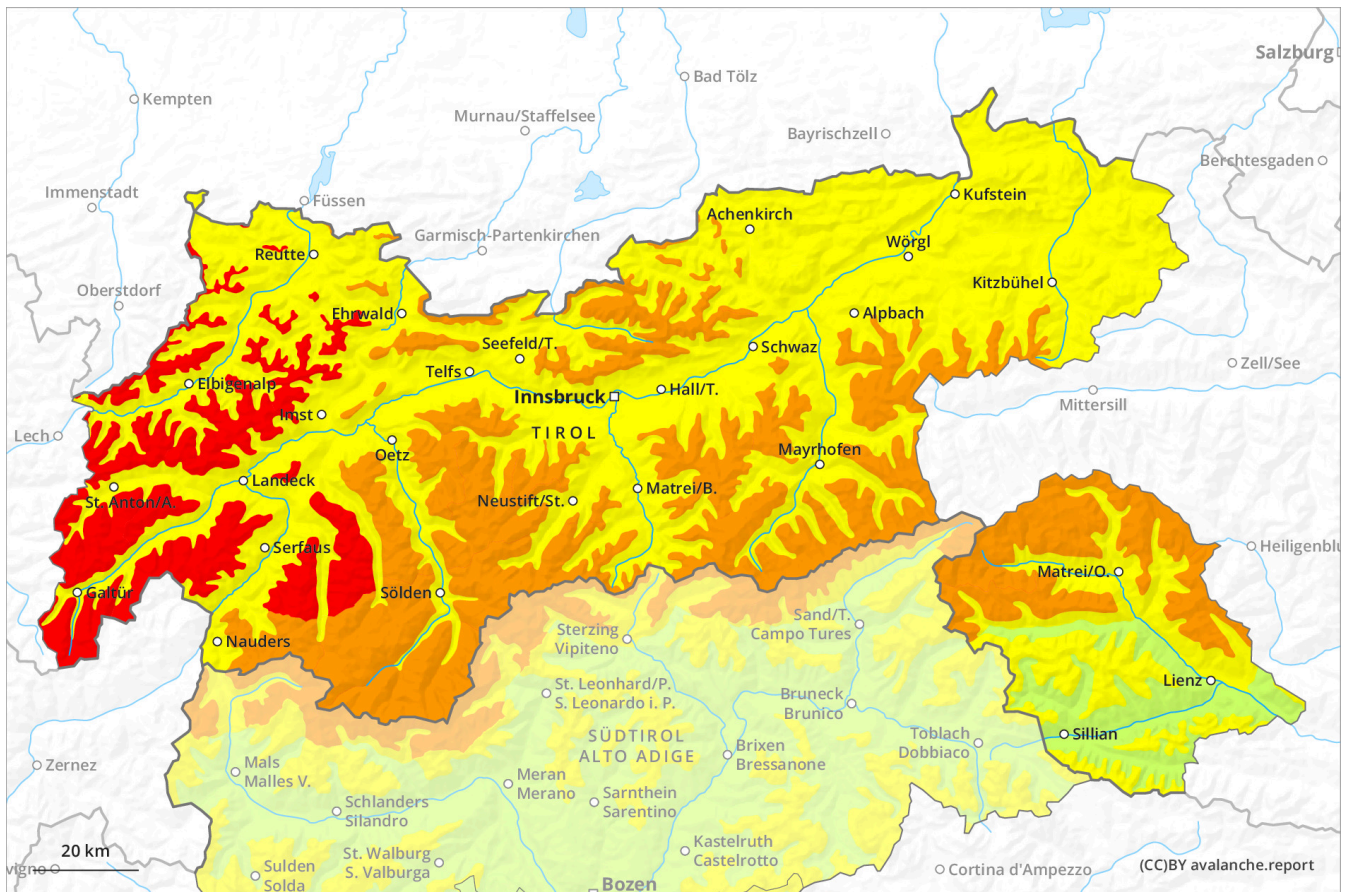 Salzburg
Bad Tölz
Kempten
Murnau/Staffelsee
Bayrischzell
Berchtesgaden
Immenstadt
Füssen
Kufstein
Achenkirch
Garmisch-Partenkirchen
Wörgl
Reutte
Oberstdorf
Kitzbühel
Ehrwald
Alpbach
Seefeld/T.
Schwaz
Zell/See
Telfs
Elbigenalp
Hall/T.
Innsbruck
Mittersill
Imst
TIROL
Lech
Oetz
Mayrhofen
Landeck
Matrei/B.
St. Anton/A.
Neustift/St.
Serfaus
Heiligenblu
Matrei/O.
Galtür
Sölden
Sand/T.
Campo Tures
Sterzing
Vipiteno
Nauders
Lienz
St. Leonhard/P.
S. Leonardo i. P.
Bruneck
Brunico
SÜDTIROL
ALTO ADIGE
Sillian
Toblach
Dobbiaco
Brixen
Bressanone
Zernez
Mals
Malles V.
Meran
Merano
Schlanders
Silandro
Sarnthein
Sarentino
20 km
Kastelruth
Castelrotto
St. Walburg
S. Valburga
vigno
Sulden
Solda
Cortina d'Ampezzo
(CC)BY avalanche.report
Bozen